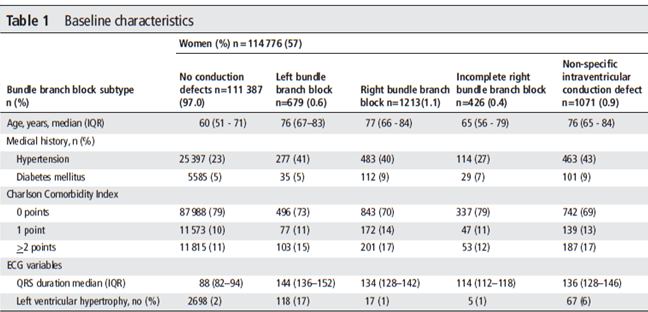 Table 1 Baseline characteristics
Women (%) n=114 776 (57)
Bundle branch block subtype n (%) No conduction defects n=111 387 (97.0) Left bundle branch block n=679 (0.6) Right bundle branch block n=1213(1.1) Incomplete right bundle branch block n=426 (0.4) Non-specific intraventricular conduction defect n=1071 (0.9)
Age, years, median (IQR) 60 (51 - 71) 76 (67–83) 77 (66 - 84) 65 (56 - 79) 76 (65 - 84)
Medical history, n (%)
Hypertension 25 397 (23) 277 (41) 483 (40) 114 (27) 463 (43)
Diabetes mellitus 5585 (5) 35 (5) 112 (9) 29 (7) 101 (9)
Charlson Comorbidity Index
0 points 87 988 (79) 496 (73) 843 (70) 337 (79) 742 (69)
1 point 11 573 (10) 77 (11) 172 (14) 47 (11) 139 (13)
≥2 points 11 815 (11) 103 (15) 201 (17) 53 (12) 187 (17)
ECG variables
QRS duration median (IQR) 88 (82–94) 144 (136–152) 134 (128–142) 114 (112–118) 136 (128–146)
Left ventricular hypertrophy, no (%) 2698 (2) 118 (17) 17 (1) 5 (1) 67 (6)